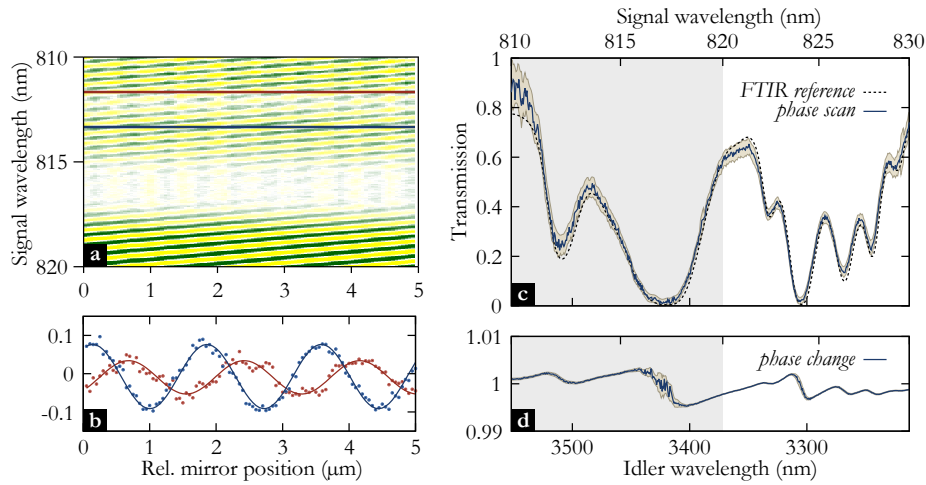 810
815
820
Signal wavelength (nm)
a
0 1 2 3 4 5
0.1
0
-0.1
b
0 1 2 3 4 5
Rel. mirror position (μm)
Signal wavelength (nm)
810 815 820 825 830
1
0.8
0.6
0.4
0.2
0
Transmission
FTIR reference
phase scan
c
1.01
1
0.99
phase change
d
3500 3400 3300
Idler wavelength (nm)